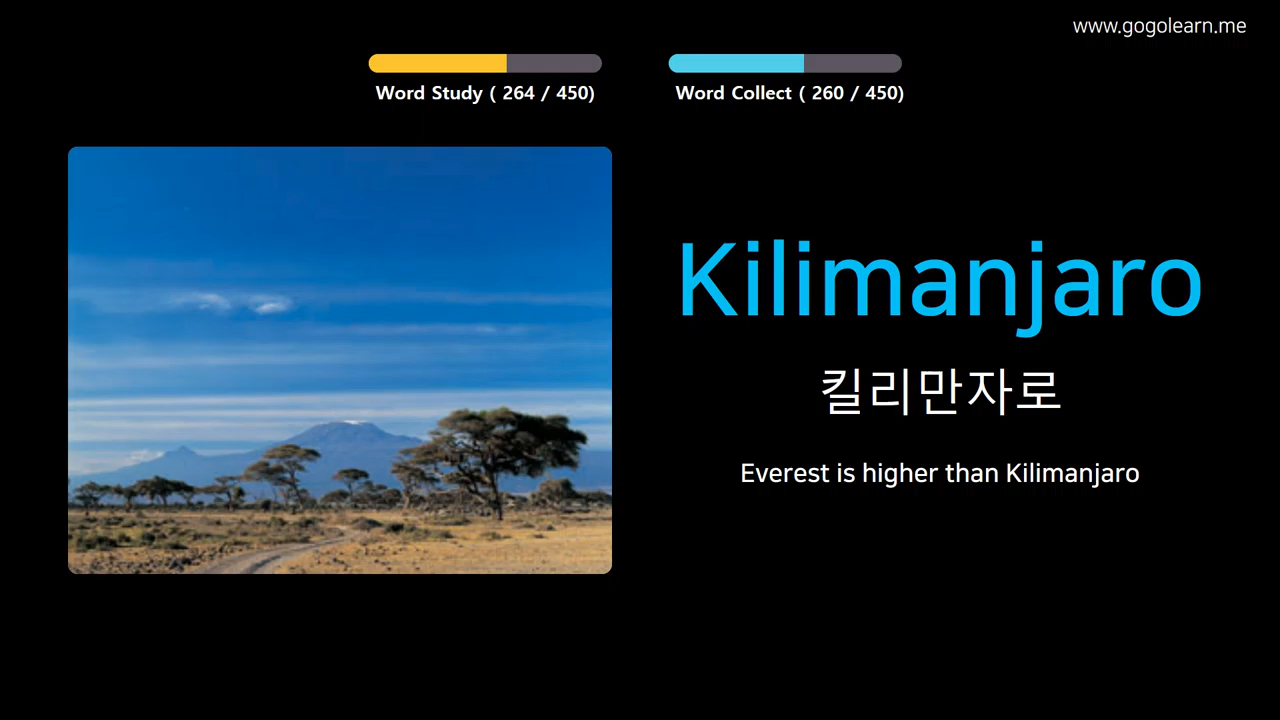 www.gogolearn.me
Word Study ( 264 / 450)
Word Collect ( 260 / 450)
Kilimanjaro
킬리만자로
Everest is higher than Kilimanjaro